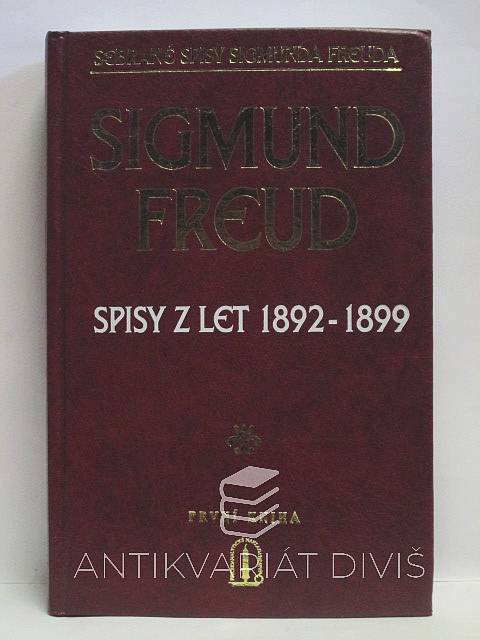 SEBRANÉ SPISY SIGMUNDA FREUDA
SIGMUND
FREUD
SPISY Z LET 1892-1899
PRVNÍ KNIHA
ANTIKVARIÁT DIVIŠ